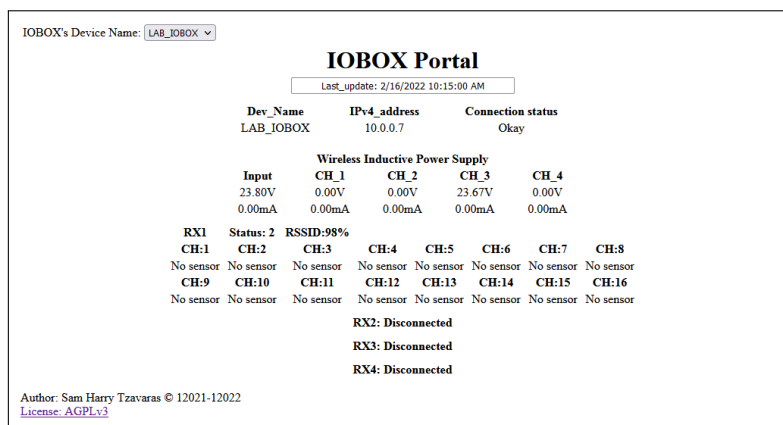 IOBOX's Device Name: LAB_IOBOX
IOBOX Portal
Last_update: 2/16/2022 10:15:00 AM
Dev_Name IPv4_address Connection status
LAB_IOBOX 10.0.0.7 Okay
Wireless Inductive Power Supply
Input CH_1 CH_2 CH_3 CH_4
23.80V 0.00V 0.00V 23.67V 0.00V
0.00mA 0.00mA 0.00mA 0.00mA 0.00mA
RX1 Status: 2 RSSID:98%
CH:1 CH:2 CH:3 CH:4 CH:5 CH:6 CH:7 CH:8
No sensor No sensor No sensor No sensor No sensor No sensor No sensor No sensor
CH:9 CH:10 CH:11 CH:12 CH:13 CH:14 CH:15 CH:16
No sensor No sensor No sensor No sensor No sensor No sensor No sensor No sensor
RX2: Disconnected
RX3: Disconnected
RX4: Disconnected
Author: Sam Harry Tzavaras © 12021-12022
License: AGPLv3